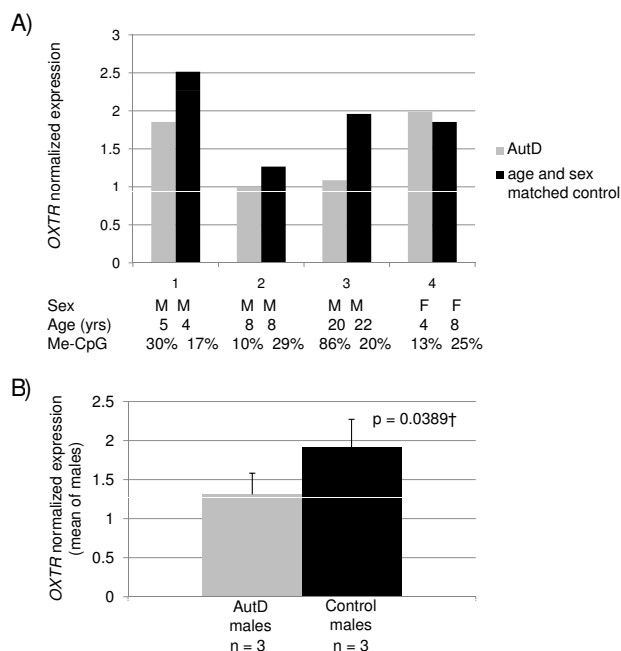 A)
OXTR normalized expression
3
2.5
2
1.5
1
0.5
0
AutD
age and sex
matched control
1 2 3 4
Sex M M M M M M F F
Age (yrs) 5 4 8 8 20 22 4 8
Me-CpG 30% 17% 10% 29% 86% 20% 13% 25%
B)
OXTR normalized expression
(mean of males)
2.5
2
1.5
1
0.5
0
p = 0.0389†
AutD
males
n = 3
Control
males
n = 3